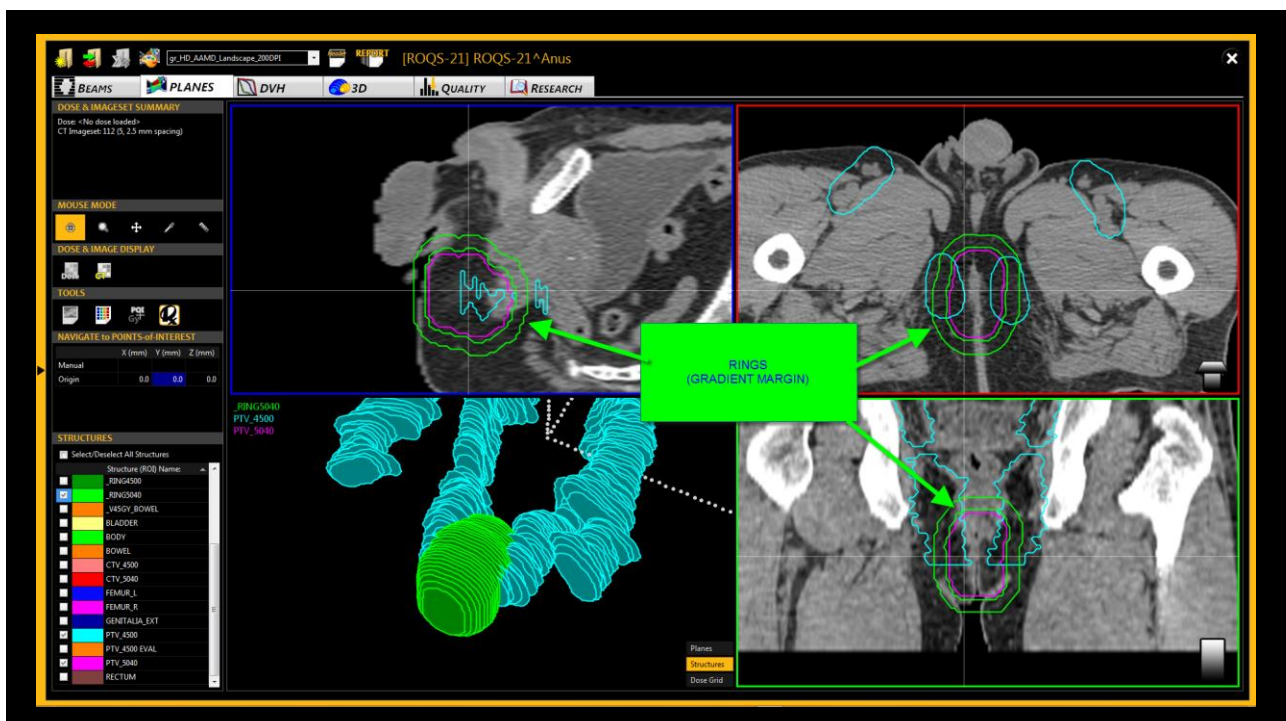 gr_HD_AAMD_Landscape_200DPI
REPORT
[ROQS-21] ROQS-21^Anus
BEAMS
PLANES
DVH
3D
QUALITY
RESEARCH
DOSE & IMAGESET SUMMARY
Dose: <No dose loaded>
CT Imageset: 112 (5, 2.5 mm spacing)
MOUSE MODE
DOSE & IMAGE DISPLAY
Dose
CT
TOOLS
PQI
Gy
NAVIGATE to POINTS-of-INTEREST
X (mm) Y (mm) Z (mm)
Manual
Origin 0.0 0.0 0.0
STRUCTURES
Select/Deselect All Structures
Structure (ROI) Name:
_RING4500
_RING5040
_V45GY_BOWEL
BLADDER
BODY
BOWEL
CTV_4500
CTV_5040
FEMUR_L
FEMUR_R
GENITALIA_EXT
PTV_4500
PTV_4500 EVAL
PTV_5040
RECTUM
RINGS
(GRADIENT MARGIN)
_RING5040
PTV_4500
PTV_5040
Planes
Structures
Dose Grid